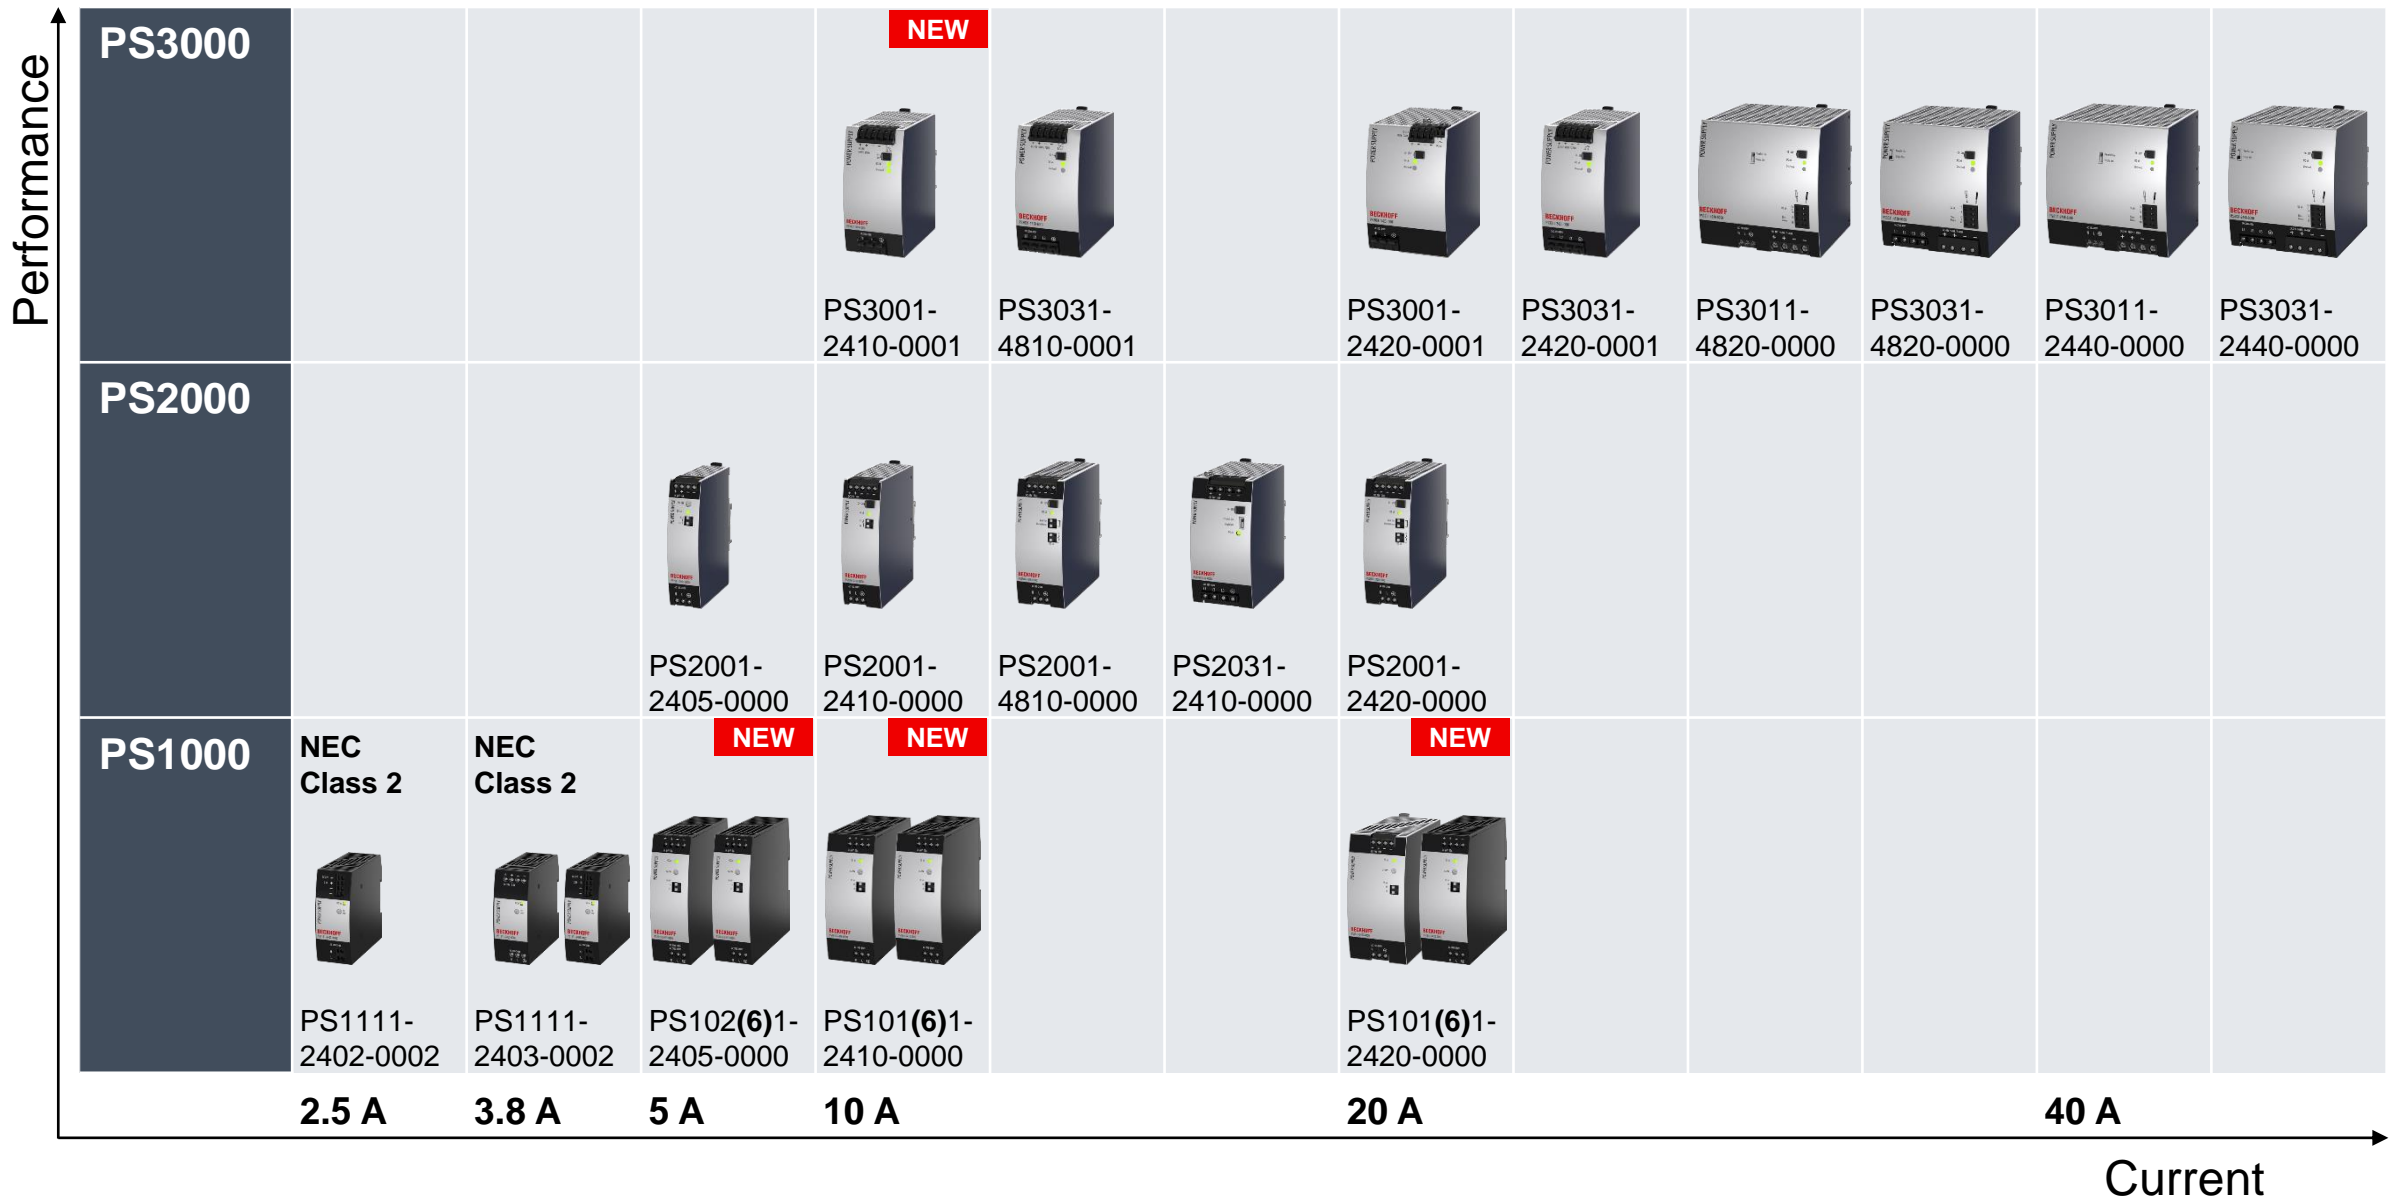 Performance
PS3000
NEW
PS3001-
2410-0001
PS3031-
4810-0001
PS3001-
2420-0001
PS3031-
2420-0001
PS3011-
4820-0000
PS3031-
4820-0000
PS3011-
2440-0000
PS3031-
2440-0000
PS2000
PS2001-
2405-0000
PS2001-
2410-0000
PS2001-
4810-0000
PS2031-
2410-0000
PS2001-
2420-0000
PS1000
NEC
Class 2
NEC
Class 2
NEW
NEW
NEW
PS1111-
2402-0002
PS1111-
2403-0002
PS102(6)1-
2405-0000
PS101(6)1-
2410-0000
PS101(6)1-
2420-0000
2.5 A
3.8 A
5 A
10 A
20 A
40 A
Current